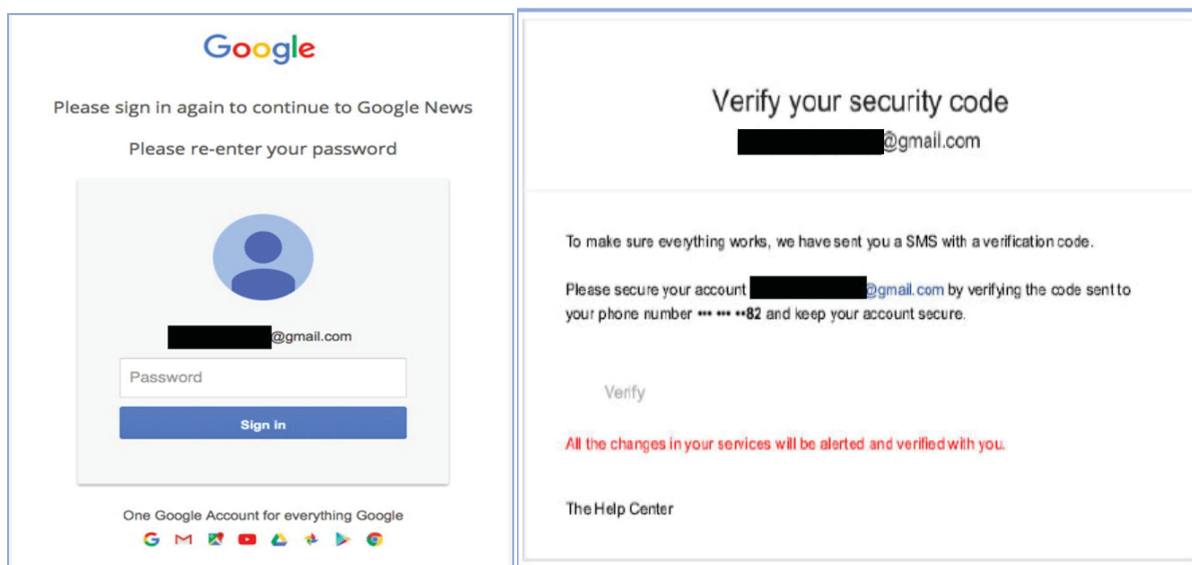 Google
Please sign in again to continue to Google News
Please re-enter your password
@gmail.com
Password
Sign in
One Google Account for everything Google
Verify your security code
@gmail.com
To make sure everything works, we have sent you a SMS with a verification code.
Please secure your account @gmail.com by verifying the code sent to
your phone number ••• ••• ••82 and keep your account secure.
Verify
All the changes in your services will be alerted and verified with you.
The Help Center